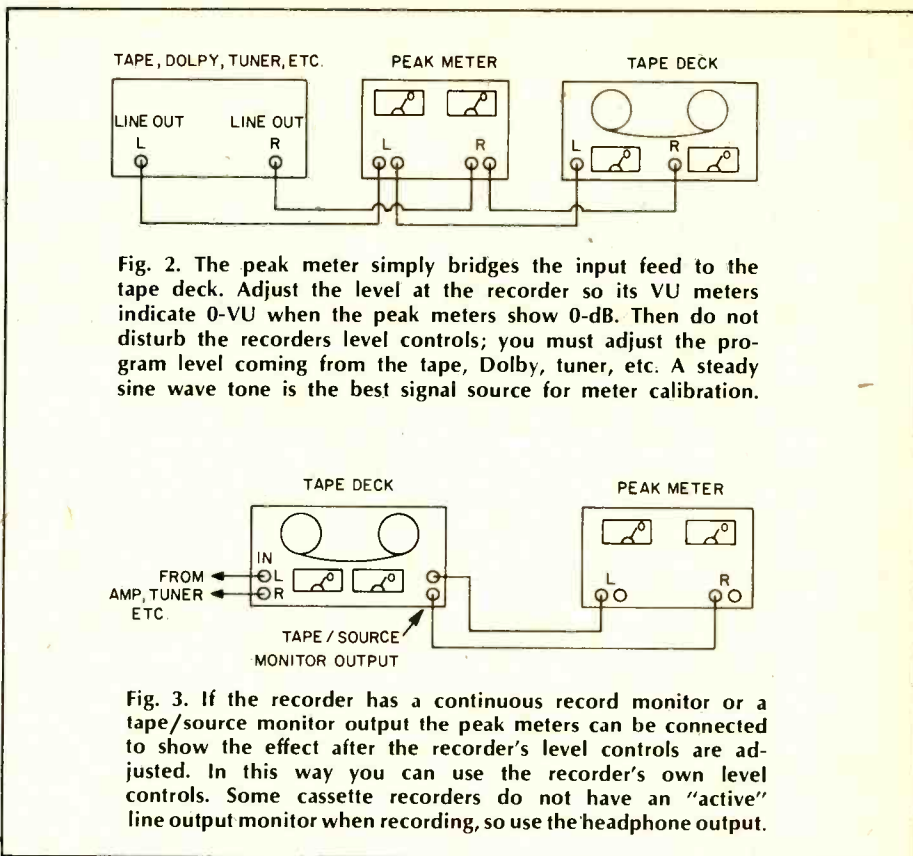 TAPE, DOLPY, TUNER, ETC.
PEAK METER
TAPE DECK
LINE OUT LINE OUT
L R
L R
L R
Fig. 2. The peak meter simply bridges the input feed to the
tape deck. Adjust the level at the recorder so its VU meters
indicate 0-VU when the peak meters show 0-dB. Then do not
disturb the recorders level controls; you must adjust the pro-
gram level coming from the tape, Dolby, tuner, etc. A steady
sine wave tone is the best signal source for meter calibration.
TAPE DECK
PEAK METER
IN
L
R
FROM
AMP, TUNER
ETC.
TAPE / SOURCE
MONITOR OUTPUT
L R
Fig. 3. If the recorder has a continuous record monitor or a
tape/source monitor output the peak meters can be connected
to show the effect after the recorder's level controls are ad-
justed. In this way you can use the recorder's own level
controls. Some cassette recorders do not have an "active"
line output monitor when recording, so use the headphone output.